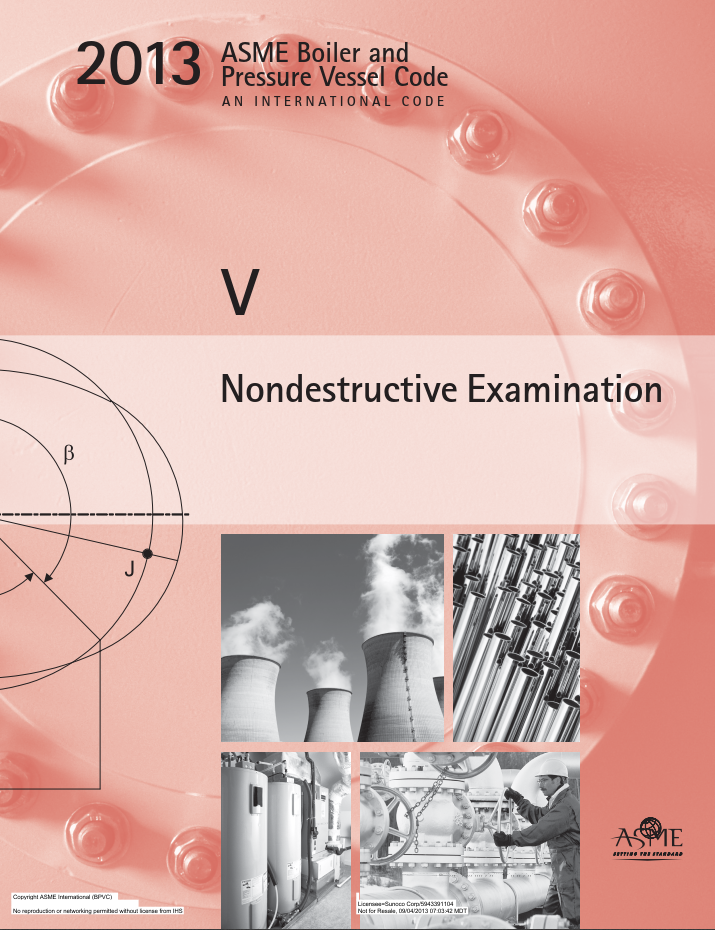 2013
ASME Boiler and
Pressure Vessel Code
AN INTERNATIONAL CODE
V
Nondestructive Examination
β
J
ASME
SETTING THE STANDARD
Copyright ASME International (BPVC)
No reproduction or networking permitted without license from IHS
Licensee=Sunoco Corp/5943391104
Not for Resale, 09/04/2013 07:03:42 MDT